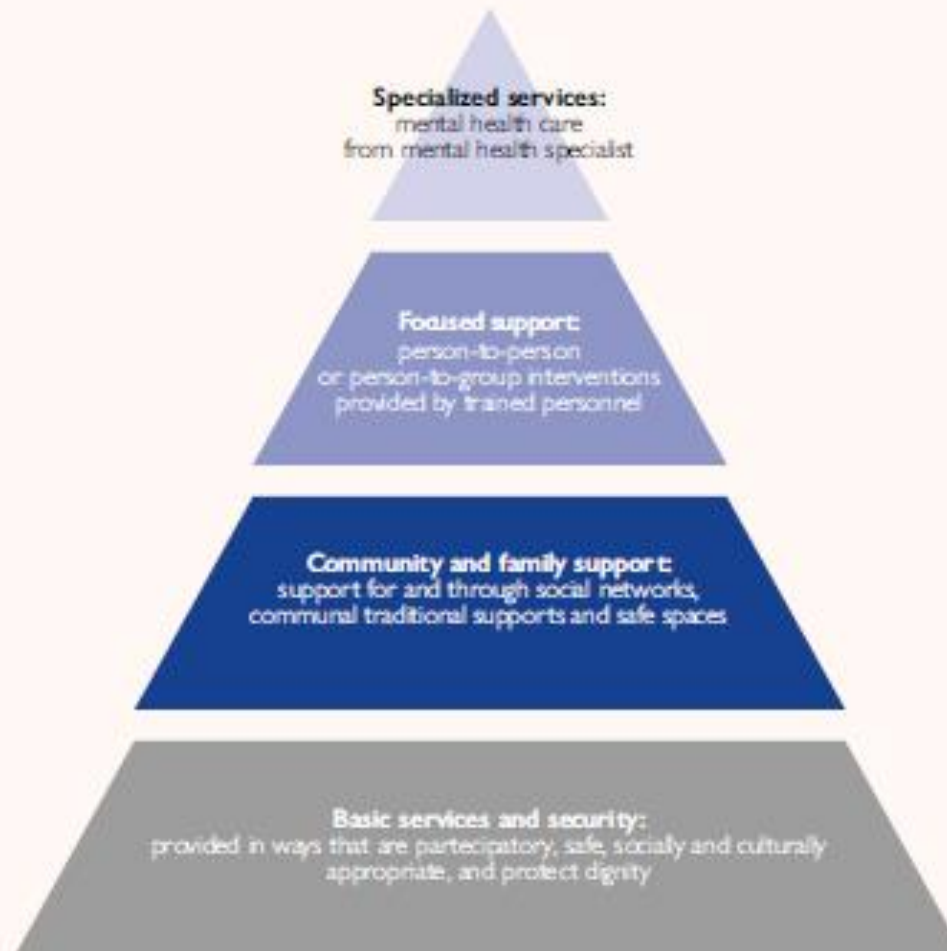 Specialized services:
mental health care
from mental health specialist
Focused support:
person-to-person
or person-to-group interventions
provided by trained personnel
Community and family support:
support for and through social networks,
communal traditional supports and safe spaces
Basic services and security:
provided in ways that are partecipatory, safe, socially and culturally
appropriate, and protect dignity